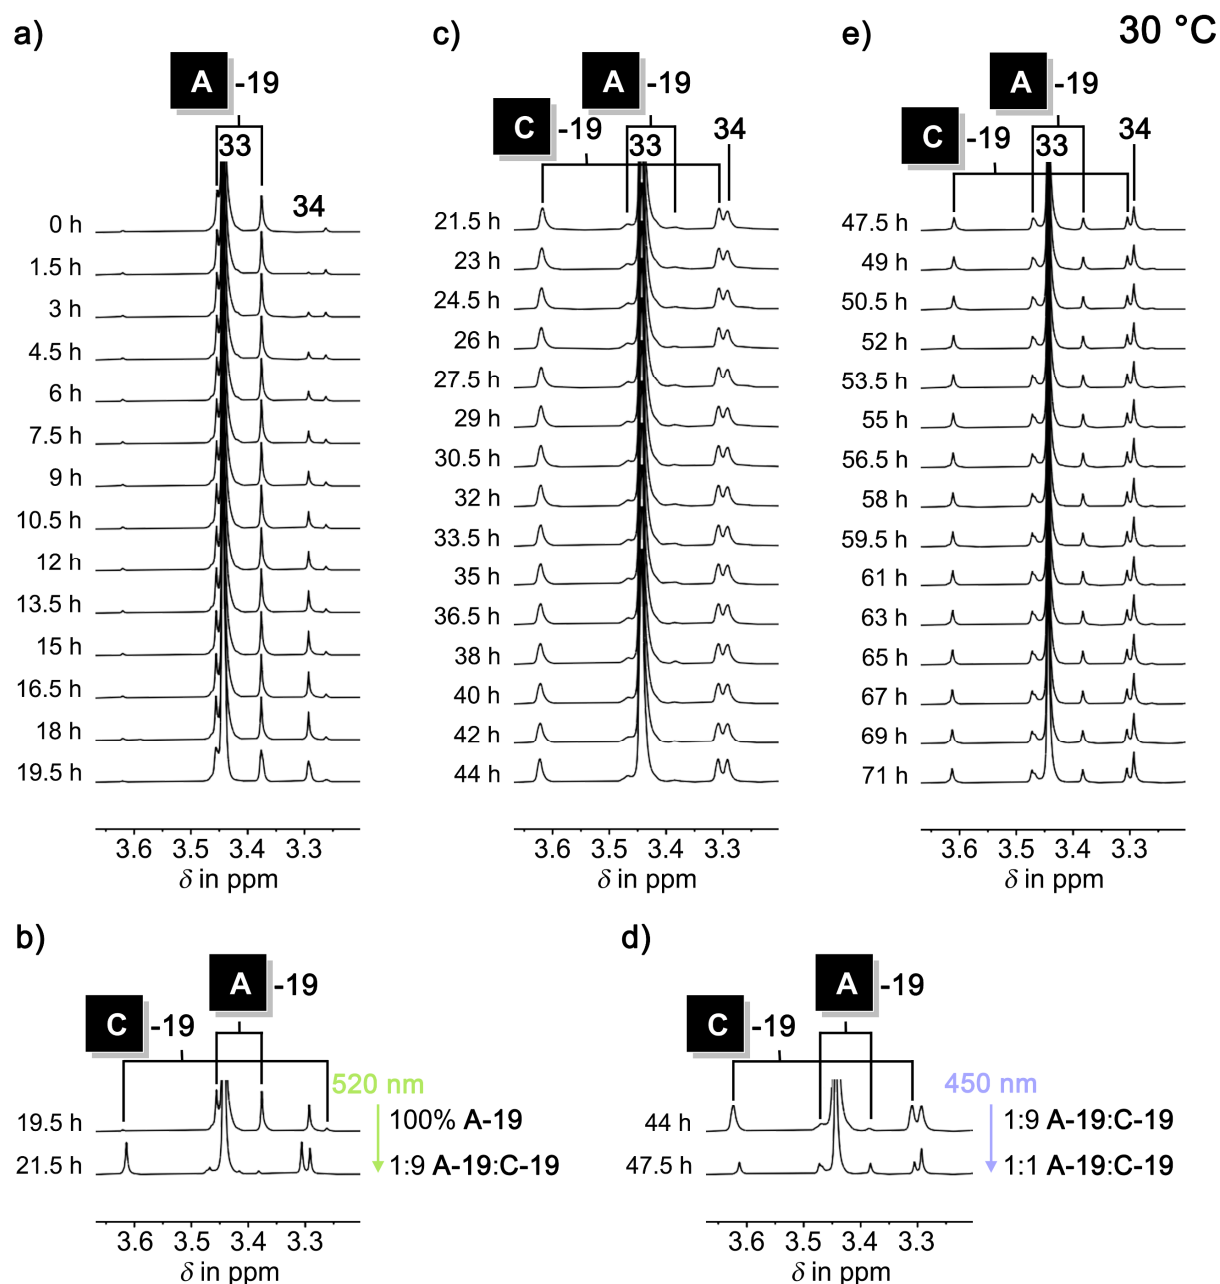 a)
c)
e)
30 °C
A -19
33
34
0 h
1.5 h
3 h
4.5 h
6 h
7.5 h
9 h
10.5 h
12 h
13.5 h
15 h
16.5 h
18 h
19.5 h
3.6 3.5 3.4 3.3
δ in ppm
A -19
C -19
33
34
21.5 h
23 h
24.5 h
26 h
27.5 h
29 h
30.5 h
32 h
33.5 h
35 h
36.5 h
38 h
40 h
42 h
44 h
3.6 3.5 3.4 3.3
δ in ppm
A -19
C -19
33
34
47.5 h
49 h
50.5 h
52 h
53.5 h
55 h
56.5 h
58 h
59.5 h
61 h
63 h
65 h
67 h
69 h
71 h
3.6 3.5 3.4 3.3
δ in ppm
b)
A -19
C -19
520 nm
19.5 h
100% A-19
21.5 h
1:9 A-19:C-19
3.6 3.5 3.4 3.3
δ in ppm
d)
A -19
C -19
450 nm
44 h
1:9 A-19:C-19
47.5 h
1:1 A-19:C-19
3.6 3.5 3.4 3.3
δ in ppm